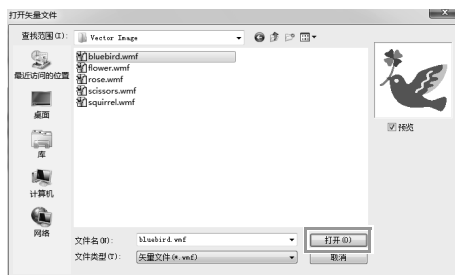 打开矢量文件
查找范围(I): Vector Image
最近访问的位置
桌面
库
计算机
网络
bluebird.wmf
flower.wmf
rose.wmf
scissors.wmf
squirrel.wmf
预览
文件名(N): bluebird.wmf 打开(O)
文件类型(T): 矢量文件(*.wmf) 取消